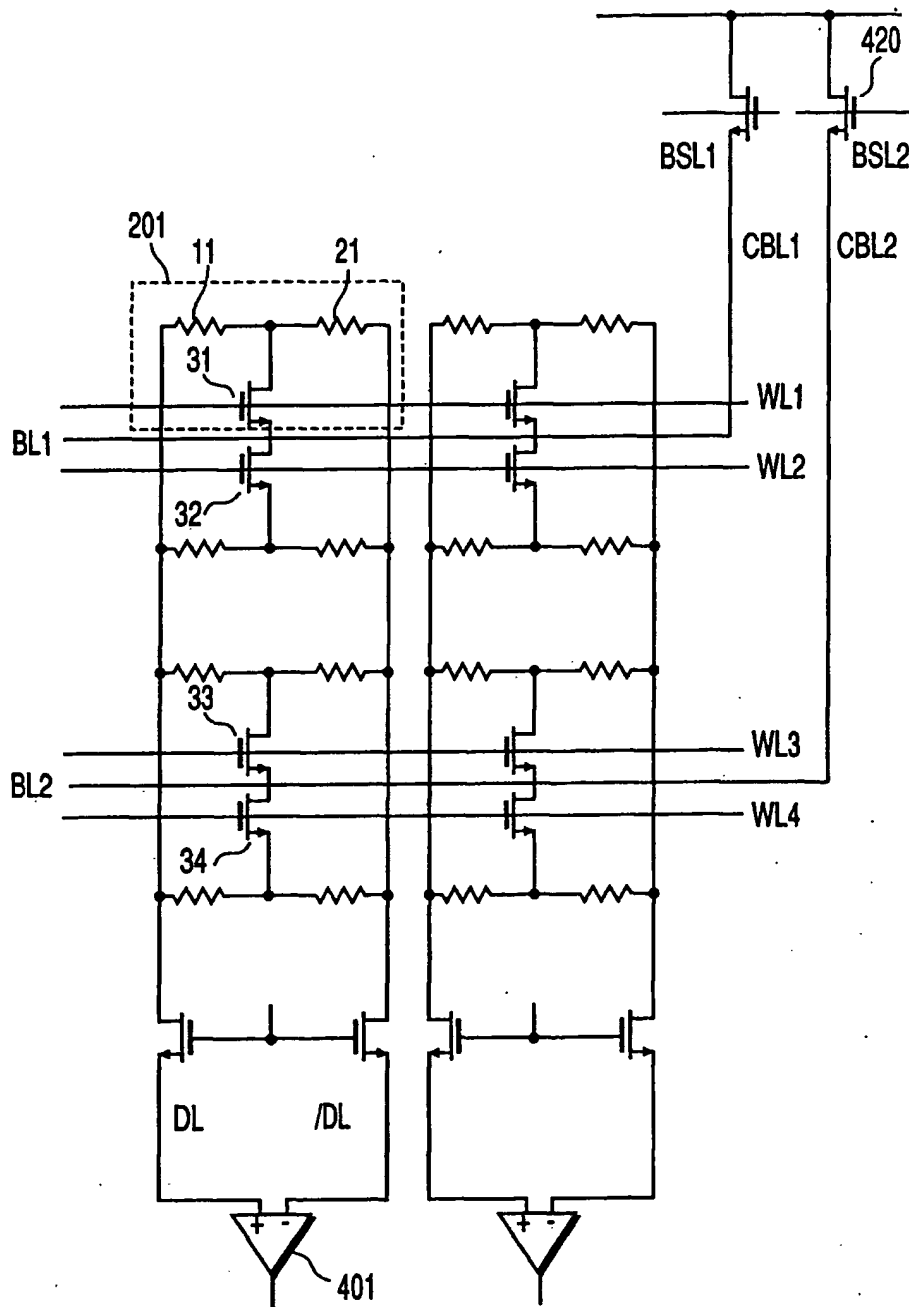 420
BSL1
BSL2
201
11
21
CBL1
CBL2
31
WL1
BL1
WL2
32
33
WL3
BL2
WL4
34
DL
/DL
+ -
+ -
401